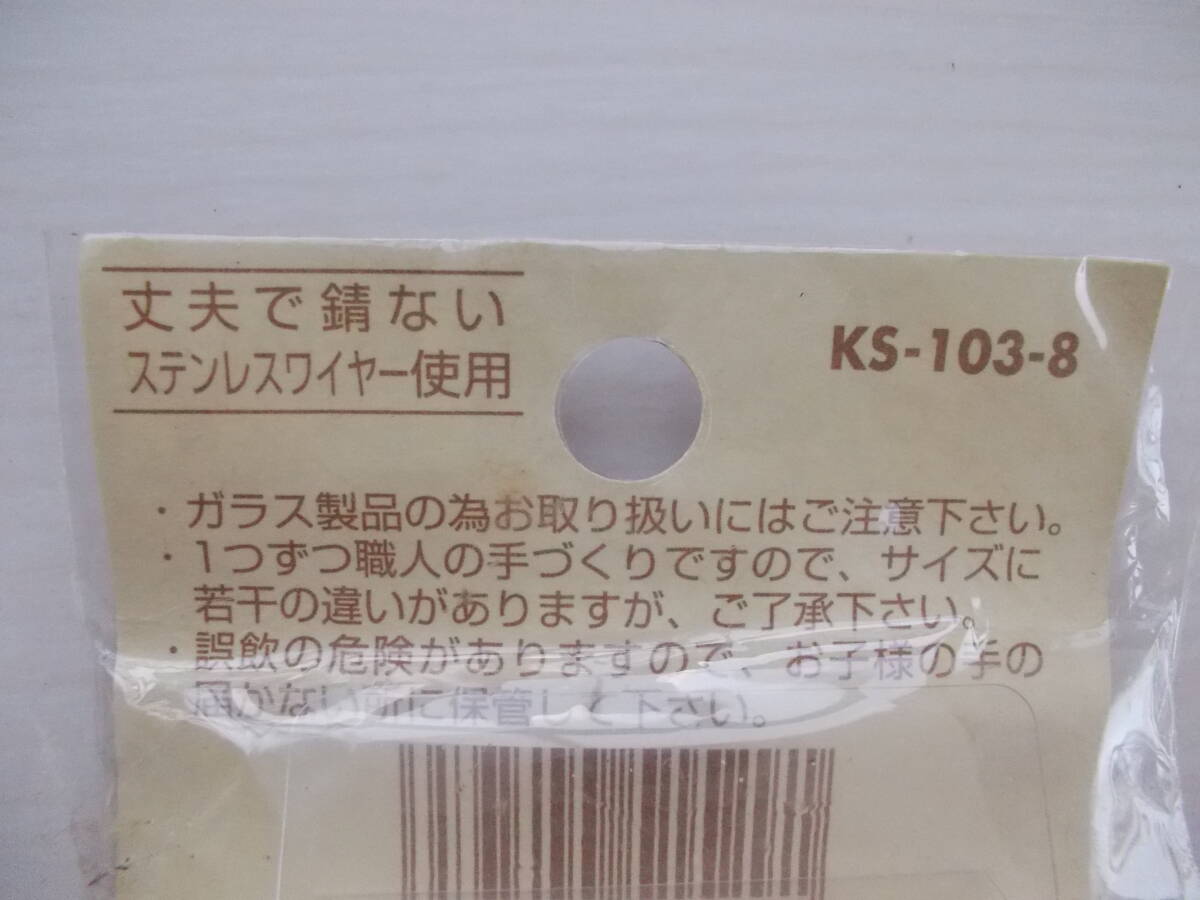 丈夫で錆ない
ステンレスワイヤー使用
KS-103-8
・ガラス製品の為お取り扱いにはご注意下さい。
・1つずつ職人の手づくりですので、サイズに
若干の違いがありますが、ご了承下さい。
・誤飲の危険がありますので、お子様の手の
届かない所に保管して下さい。